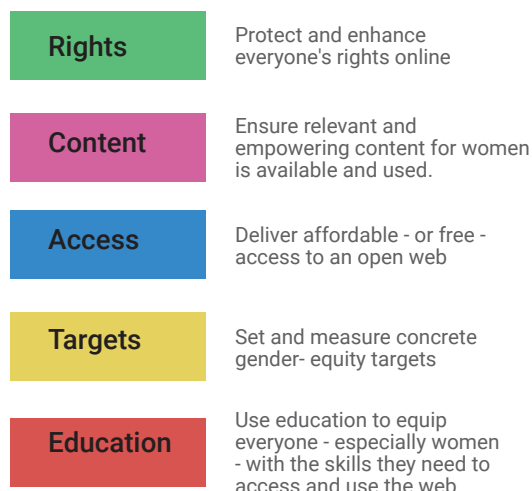 Rights
Protect and enhance
everyone's rights online
Content
Ensure relevant and
empowering content for women
is available and used.
Access
Deliver affordable - or free -
access to an open web
Targets
Set and measure concrete
gender- equity targets
Education
Use education to equip
everyone - especially women
- with the skills they need to
access and use the web